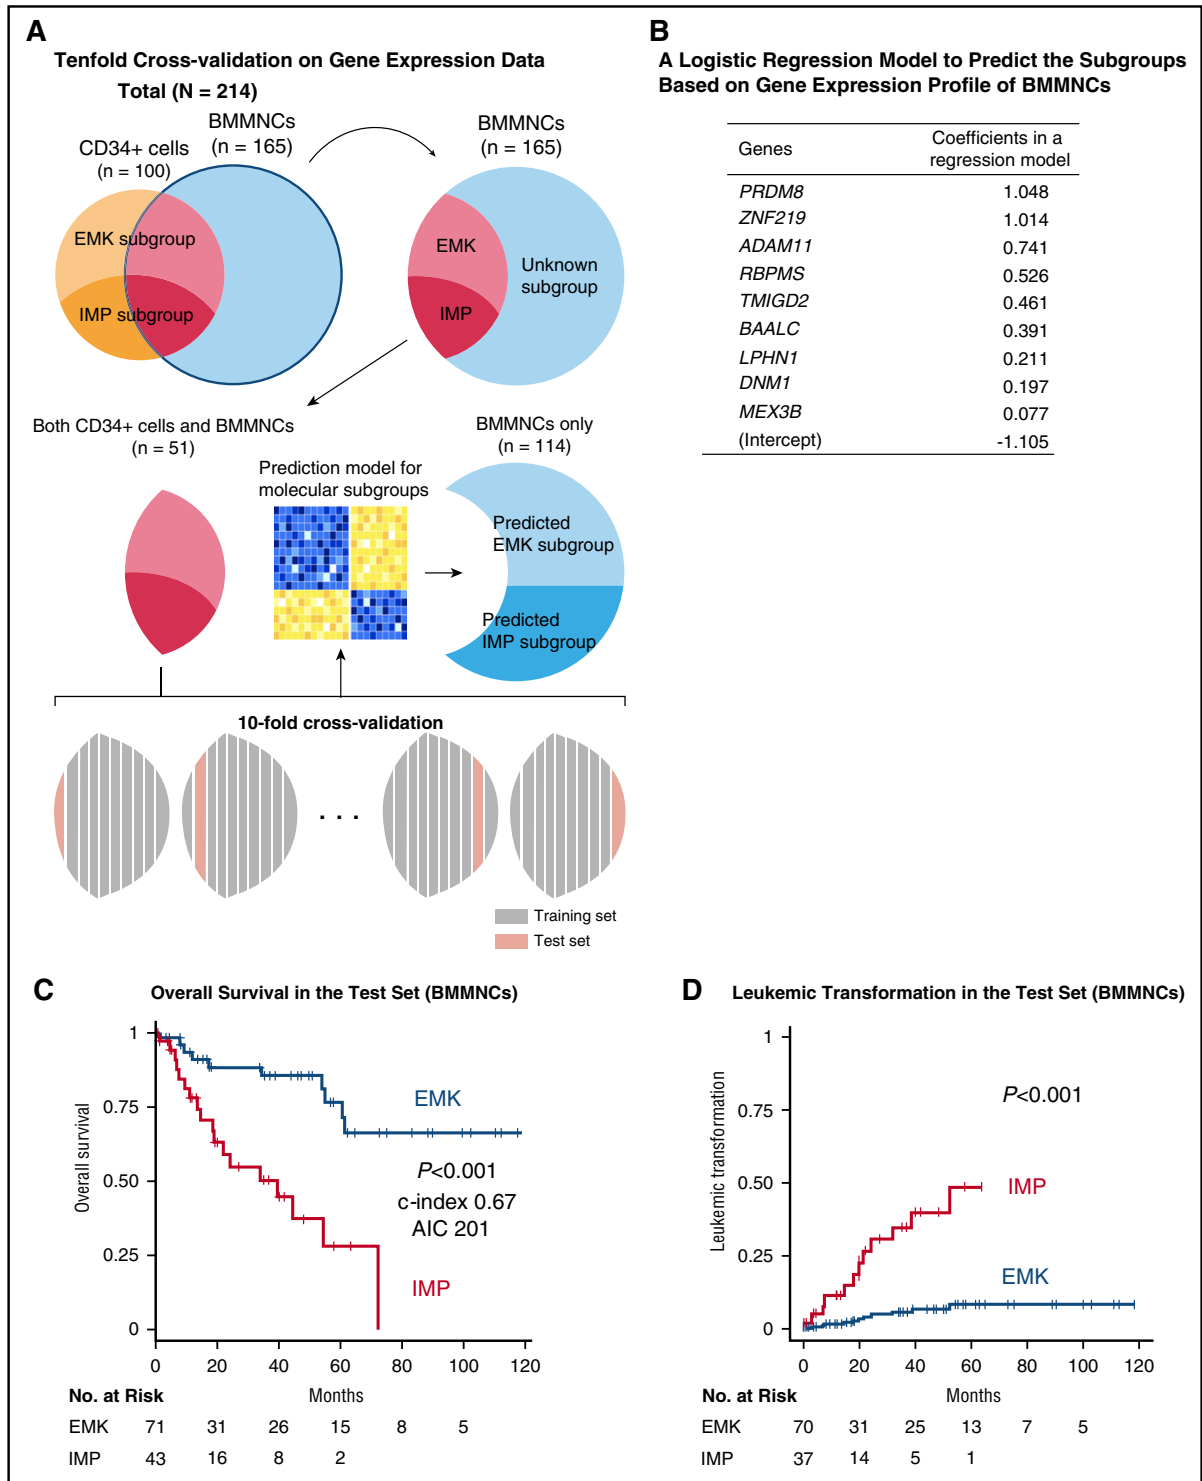 A
Tenfold Cross-validation on Gene Expression Data
Total (N = 214)
BMMNCs
(n = 165)
CD34+ cells
(n = 100)
BMMNCs
(n = 165)
EMK subgroup
IMP subgroup
EMK
IMP
Unknown
subgroup
Both CD34+ cells and BMMNCs
(n = 51)
BMMNCs only
(n = 114)
Prediction model for
molecular subgroups
Predicted
EMK subgroup
Predicted
IMP subgroup
10-fold cross-validation
. . .
Training set
Test set
B
A Logistic Regression Model to Predict the Subgroups
Based on Gene Expression Profile of BMMNCs
Genes Coefficients in a
regression model
PRDM8 1.048
ZNF219 1.014
ADAM11 0.741
RBPMS 0.526
TMIGD2 0.461
BAALC 0.391
LPHN1 0.211
DNM1 0.197
MEX3B 0.077
(Intercept) -1.105
C
Overall Survival in the Test Set (BMMNCs)
Overall survival
1
0.75
0.50
0.25
0
EMK
P<0.001
c-index 0.67
AIC 201
IMP
0 20 40 60 80 100 120
No. at Risk Months
EMK 71 31 26 15 8 5
IMP 43 16 8 2
D
Leukemic Transformation in the Test Set (BMMNCs)
Leukemic transformation
1
0.75
0.50
0.25
0
P<0.001
IMP
EMK
0 20 40 60 80 100 120
No. at Risk Months
EMK 70 31 25 13 7 5
IMP 37 14 5 1